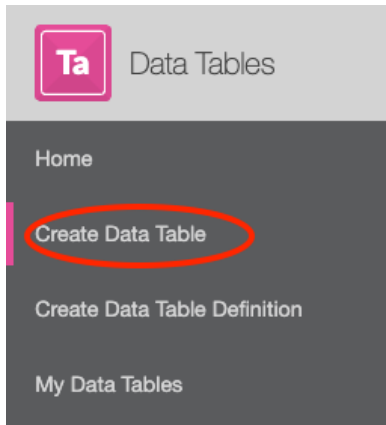 Ta
Data Tables
Home
Create Data Table
Create Data Table Definition
My Data Tables